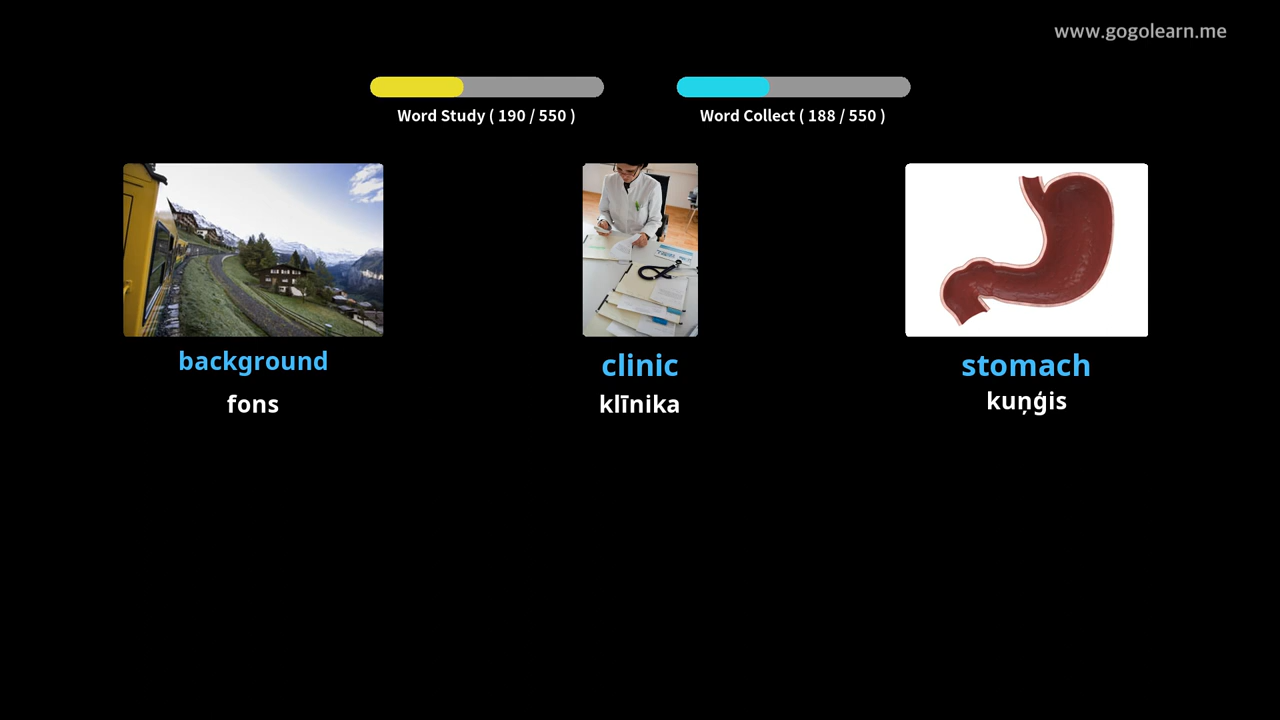 www.gogolearn.me
Word Study ( 190 / 550 )
Word Collect ( 188 / 550 )
background
fons
clinic
klīnika
stomach
kuņģis